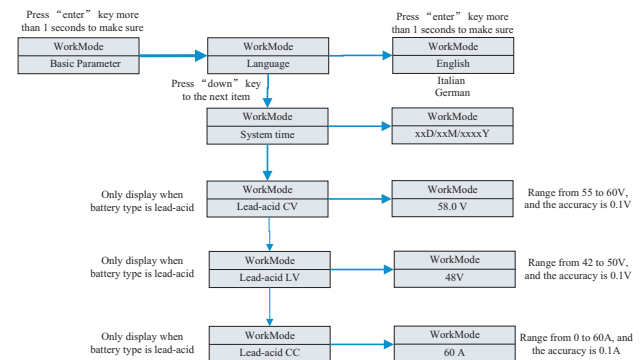 Press “enter” key more
than 1 seconds to make sure
Press “enter” key more
than 1 seconds to make sure
WorkMode
Basic Parameter
WorkMode
Language
WorkMode
English
Italian
German
Press “down” key
to the next item
WorkMode
System time
WorkMode
xxD/xxM/xxxxY
Only display when
battery type is lead-acid
WorkMode
Lead-acid CV
WorkMode
58.0 V
Range from 55 to 60V,
and the accuracy is 0.1V
Only display when
battery type is lead-acid
WorkMode
Lead-acid LV
WorkMode
48V
Range from 42 to 50V,
and the accuracy is 0.1V
Only display when
battery type is lead-acid
WorkMode
Lead-acid CC
WorkMode
60 A
Range from 0 to 60A, and
the accuracy is 0.1A